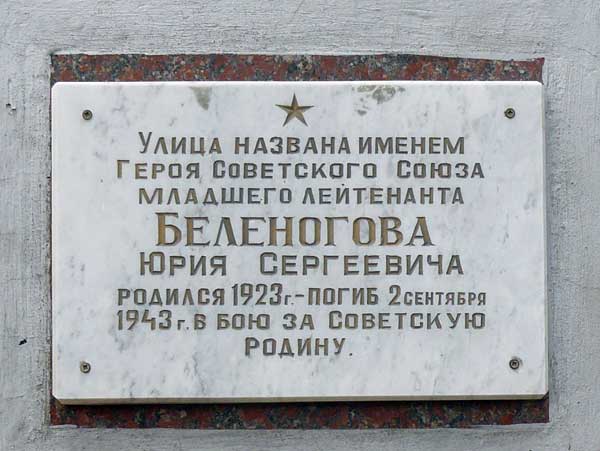 Улица названа именем
Героя Советского Союза
младшего лейтенанта
Беленогова
Юрия Сергеевича
родился 1923г.-погиб 2 сентября
1943г. в бою за Советскую
Родину.